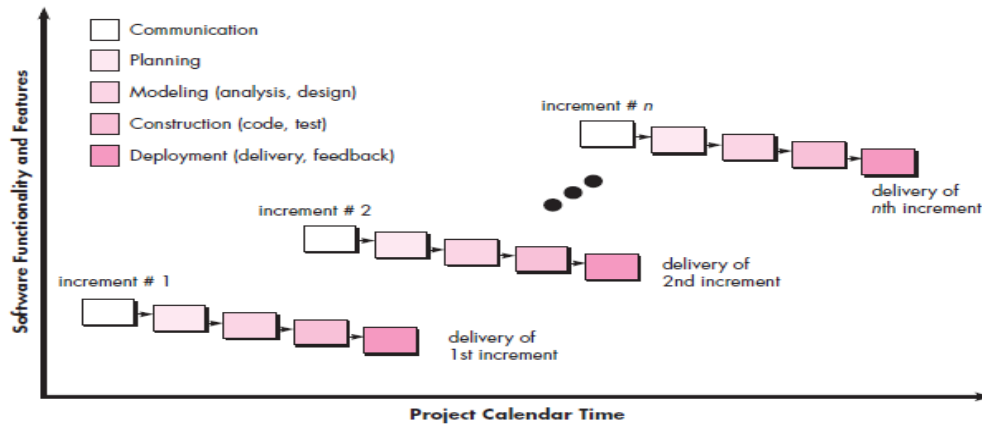 Software Functionality and Features
Communication
Planning
Modeling (analysis, design)
Construction (code, test)
Deployment (delivery, feedback)
increment # n
delivery of
nth increment
increment # 2
delivery of
2nd increment
increment # 1
delivery of
1st increment
Project Calendar Time